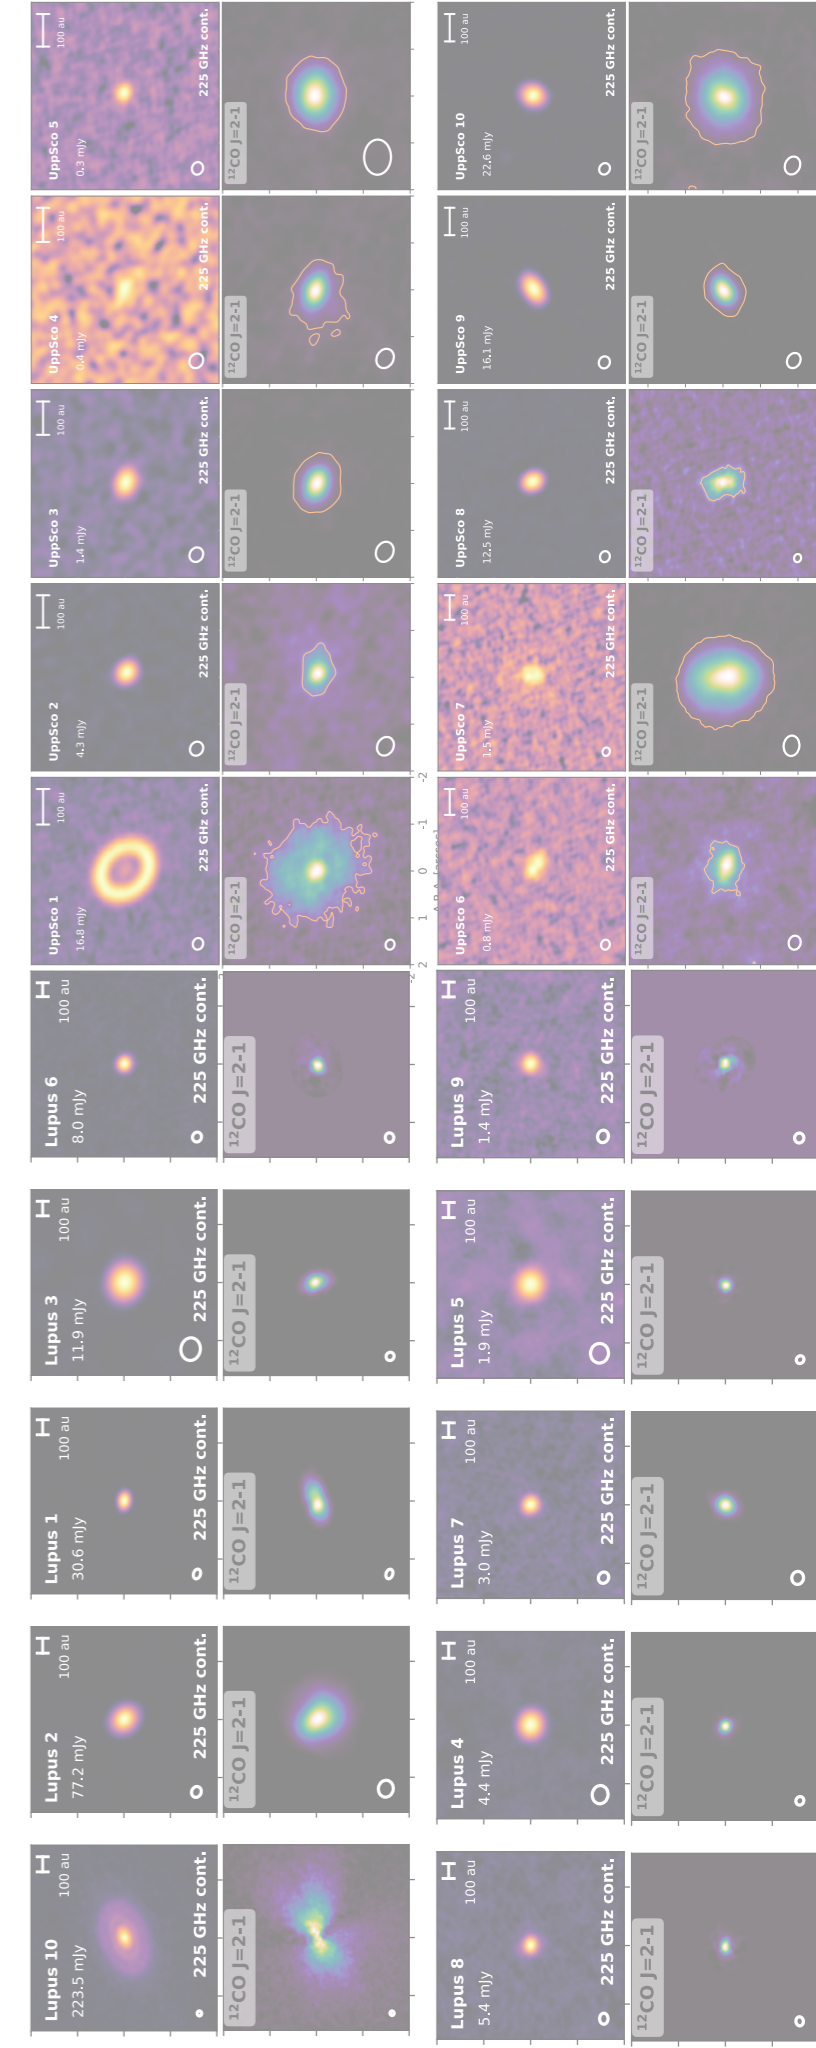 Lupus 10
223.5 mJy
100 au
225 GHz cont.
¹²CO J=2-1
Lupus 2
77.2 mJy
100 au
225 GHz cont.
¹²CO J=2-1
Lupus 1
30.6 mJy
100 au
225 GHz cont.
¹²CO J=2-1
Lupus 3
11.9 mJy
100 au
225 GHz cont.
¹²CO J=2-1
Lupus 6
8.0 mJy
100 au
225 GHz cont.
¹²CO J=2-1
UppSco 1
16.8 mJy
100 au
225 GHz cont.
¹²CO J=2-1
2 1 0 -1 -2
UppSco 2
4.3 mJy
100 au
225 GHz cont.
¹²CO J=2-1
UppSco 3
1.4 mJy
100 au
225 GHz cont.
¹²CO J=2-1
UppSco 4
0.4 mJy
100 au
225 GHz cont.
¹²CO J=2-1
UppSco 5
0.3 mJy
100 au
225 GHz cont.
¹²CO J=2-1
Lupus 8
5.4 mJy
100 au
225 GHz cont.
¹²CO J=2-1
Lupus 4
4.4 mJy
100 au
225 GHz cont.
¹²CO J=2-1
Lupus 7
3.0 mJy
100 au
225 GHz cont.
¹²CO J=2-1
Lupus 5
1.9 mJy
100 au
225 GHz cont.
¹²CO J=2-1
Lupus 9
1.4 mJy
100 au
225 GHz cont.
¹²CO J=2-1
UppSco 6
0.8 mJy
100 au
225 GHz cont.
¹²CO J=2-1
UppSco 7
1.5 mJy
100 au
225 GHz cont.
¹²CO J=2-1
UppSco 8
12.5 mJy
100 au
225 GHz cont.
¹²CO J=2-1
UppSco 9
16.1 mJy
100 au
225 GHz cont.
¹²CO J=2-1
UppSco 10
22.6 mJy
100 au
225 GHz cont.
¹²CO J=2-1